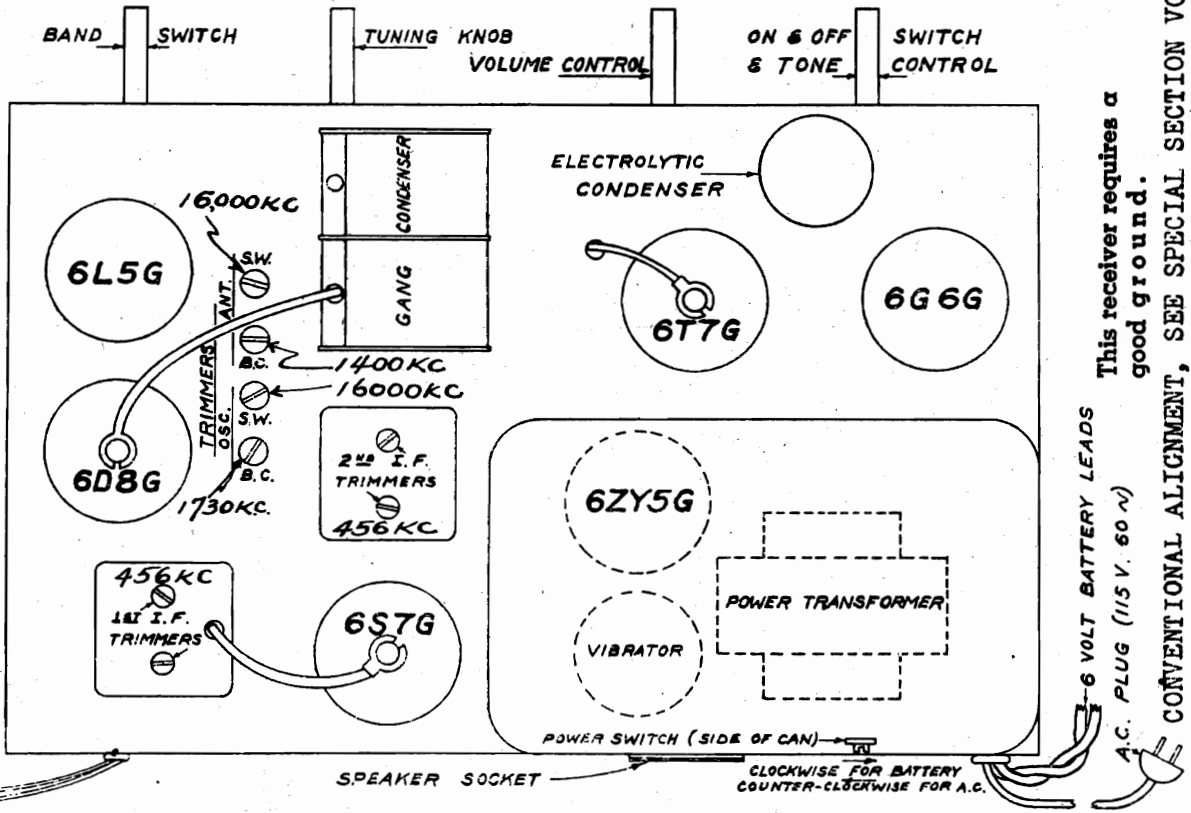 BAND SWITCH
TUNING KNOB
VOLUME CONTROL
ON & OFF SWITCH
& TONE CONTROL
ELECTROLYTIC
CONDENSER
GANG CONDENSER
16,000KC
S.W.
6L5G
ANT.
TRIMMERS
OSC.
B.C.
1400KC
16000KC
S.W.
B.C.
1730KC.
6D8G
6T7G
6G6G
2ND I.F.
TRIMMERS
456KC
456KC
1ST I.F.
TRIMMERS
6S7G
6ZY5G
VIBRATOR
POWER TRANSFORMER
POWER SWITCH (SIDE OF CAN)
SPEAKER SOCKET
CLOCKWISE FOR BATTERY
COUNTER-CLOCKWISE FOR A.C.
6 VOLT BATTERY LEADS
A.C. PLUG (115 V. 60 ~)
This receiver requires a
good ground.
CONVENTIONAL ALIGNMENT, SEE SPECIAL SECTION